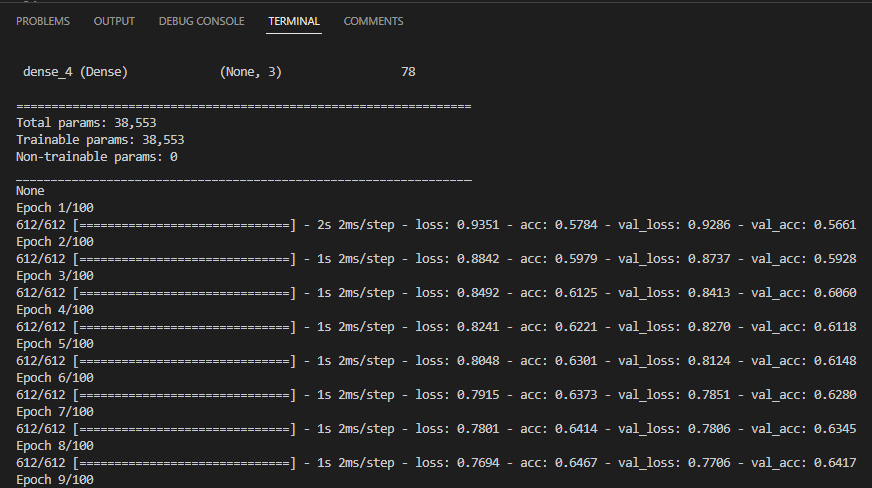 PROBLEMS OUTPUT DEBUG CONSOLE TERMINAL COMMENTS
dense_4 (Dense) (None, 3) 78
=================================================================
Total params: 38,553
Trainable params: 38,553
Non-trainable params: 0
_________________________________________________________________
None
Epoch 1/100
612/612 [==============================] - 2s 2ms/step - loss: 0.9351 - acc: 0.5784 - val_loss: 0.9286 - val_acc: 0.5661
Epoch 2/100
612/612 [==============================] - 1s 2ms/step - loss: 0.8842 - acc: 0.5979 - val_loss: 0.8737 - val_acc: 0.5928
Epoch 3/100
612/612 [==============================] - 1s 2ms/step - loss: 0.8492 - acc: 0.6125 - val_loss: 0.8413 - val_acc: 0.6060
Epoch 4/100
612/612 [==============================] - 1s 2ms/step - loss: 0.8241 - acc: 0.6221 - val_loss: 0.8270 - val_acc: 0.6118
Epoch 5/100
612/612 [==============================] - 1s 2ms/step - loss: 0.8048 - acc: 0.6301 - val_loss: 0.8124 - val_acc: 0.6148
Epoch 6/100
612/612 [==============================] - 1s 2ms/step - loss: 0.7915 - acc: 0.6373 - val_loss: 0.7851 - val_acc: 0.6280
Epoch 7/100
612/612 [==============================] - 1s 2ms/step - loss: 0.7801 - acc: 0.6414 - val_loss: 0.7806 - val_acc: 0.6345
Epoch 8/100
612/612 [==============================] - 1s 2ms/step - loss: 0.7694 - acc: 0.6467 - val_loss: 0.7706 - val_acc: 0.6417
Epoch 9/100